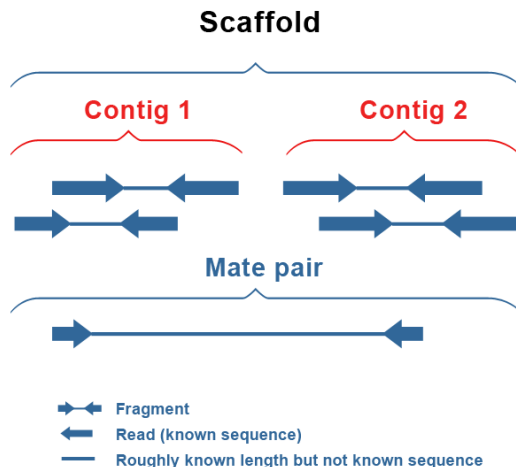 Scaffold
Contig 1 Contig 2
Mate pair
Fragment
Read (known sequence)
Roughly known length but not known sequence